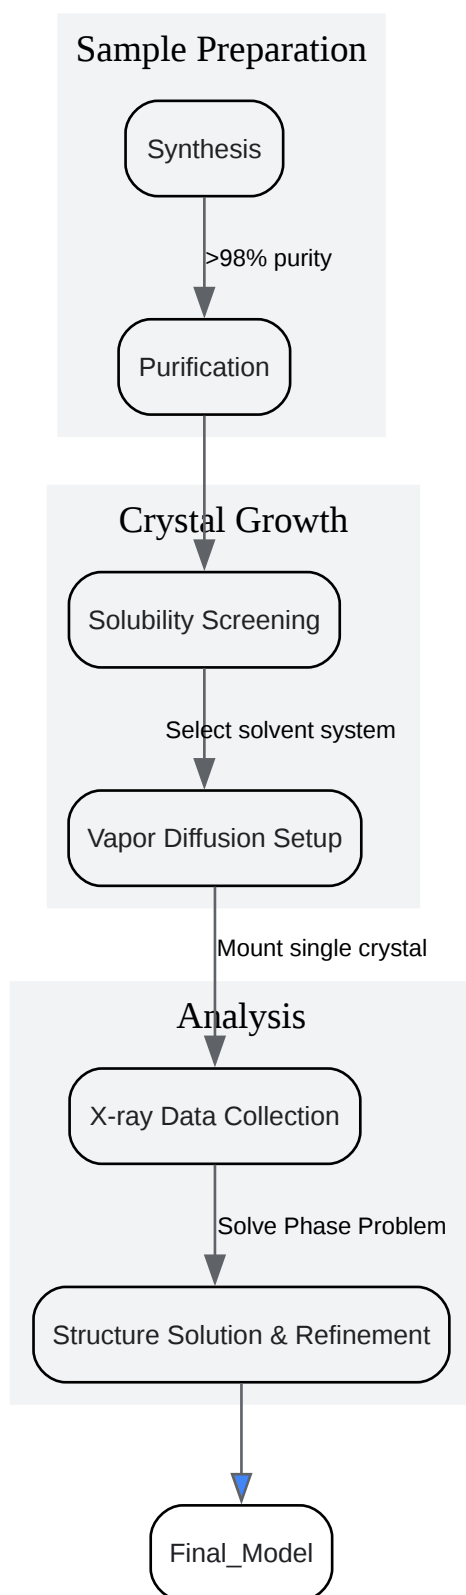 Sample Preparation
Synthesis
>98% purity
Purification
Crystal Growth
Solubility Screening
Select solvent system
Vapor Diffusion Setup
Mount single crystal
Analysis
X-ray Data Collection
Solve Phase Problem
Structure Solution & Refinement
Final_Model